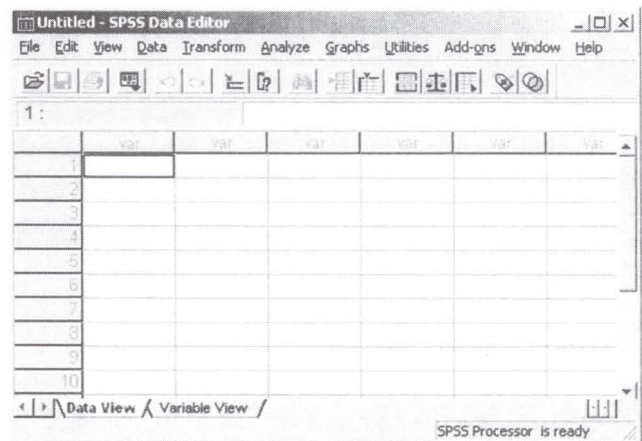 Untitled - SPSS Data Editor
File Edit View Data Transform Analyze Graphs Utilities Add-ons Window Help
1 :
var var var var var var
1
2
3
4
5
6
7
8
9
10
Data View Variable View
SPSS Processor is ready